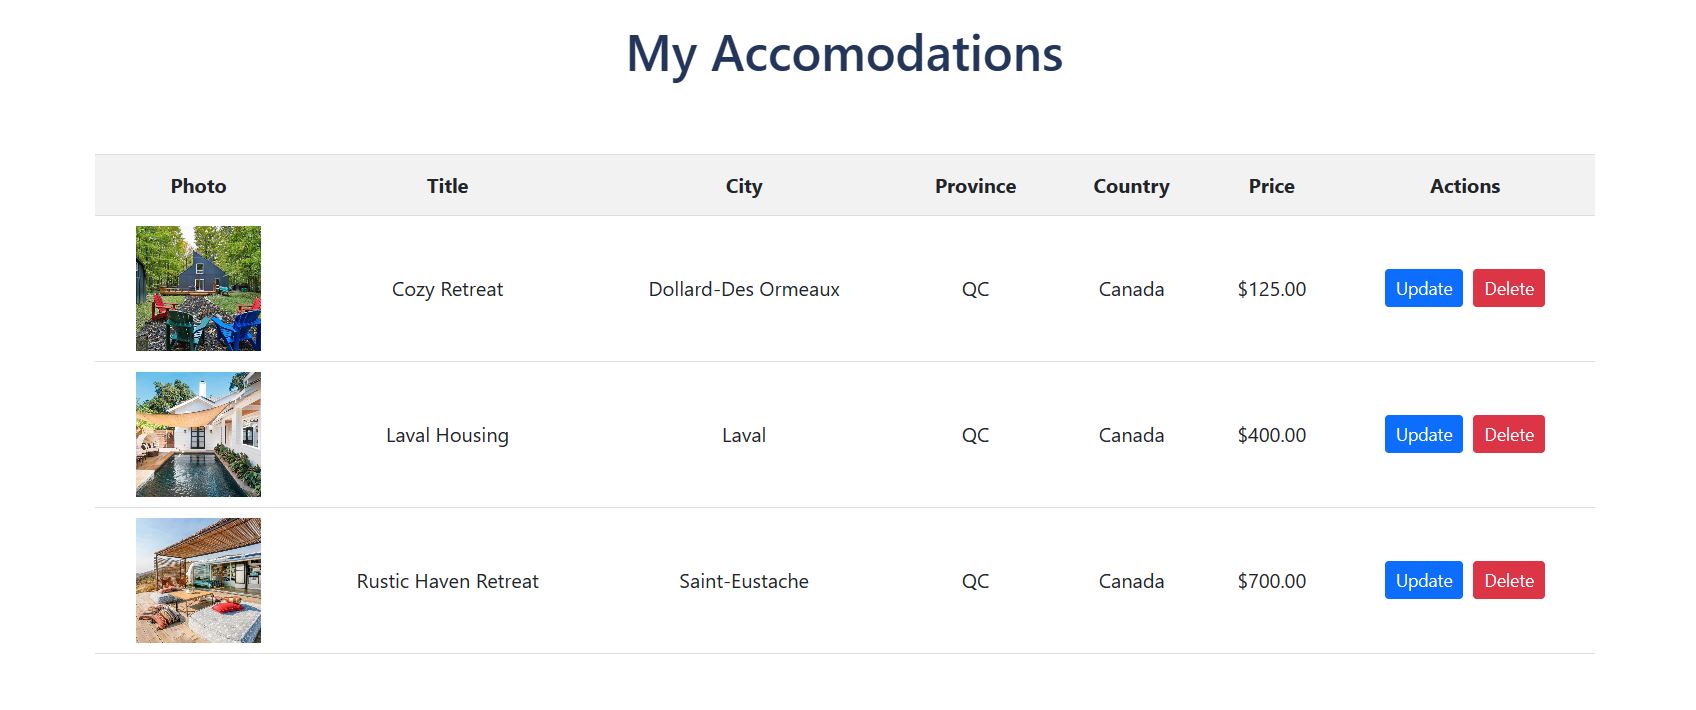 My Accomodations
Photo Title City Province Country Price Actions
Cozy Retreat Dollard-Des Ormeaux QC Canada $125.00 Update Delete
Laval Housing Laval QC Canada $400.00 Update Delete
Rustic Haven Retreat Saint-Eustache QC Canada $700.00 Update Delete